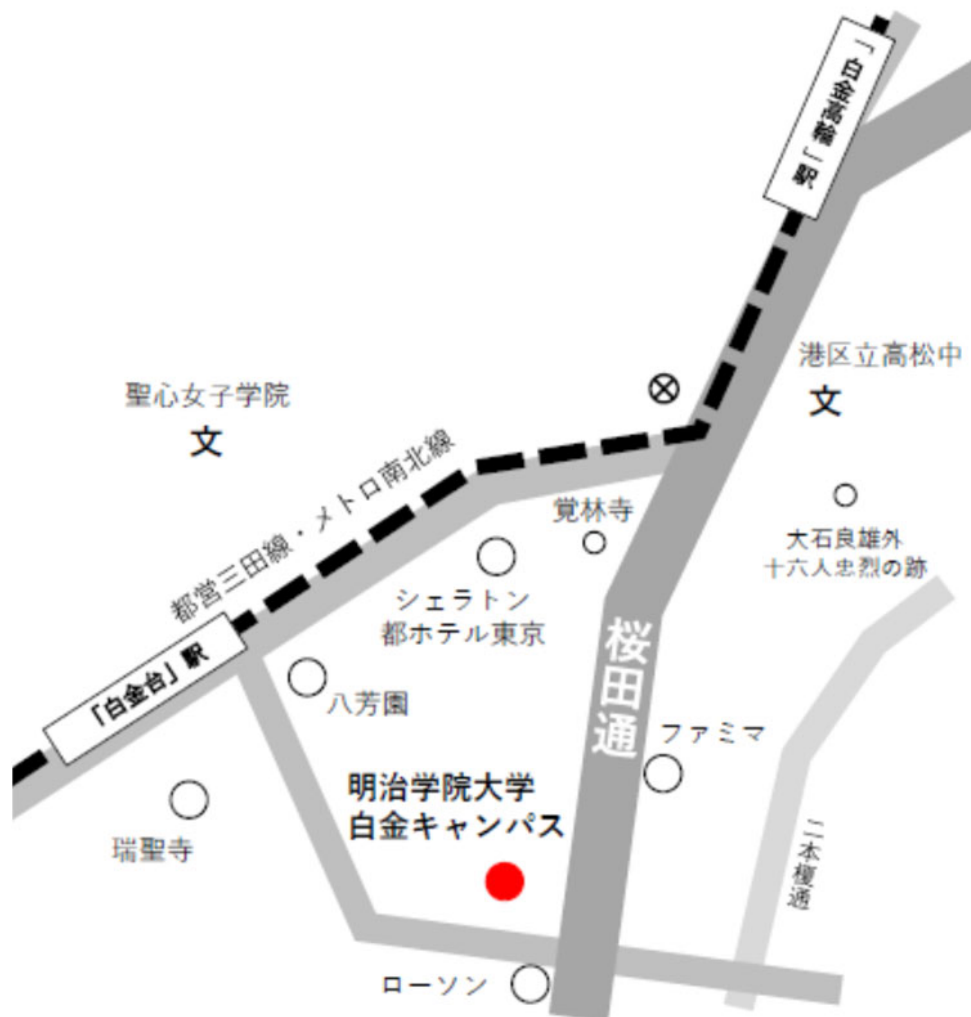 「白金高輪」駅
港区立高松中
文
聖心女子学院
文
都営三田線・メトロ南北線
覚林寺
大石良雄外
十六人忠烈の跡
シェラトン
都ホテル東京
桜田通
「白金台」駅
八芳園
ファミマ
明治学院大学
白金キャンパス
瑞聖寺
二本榎通
ローソン